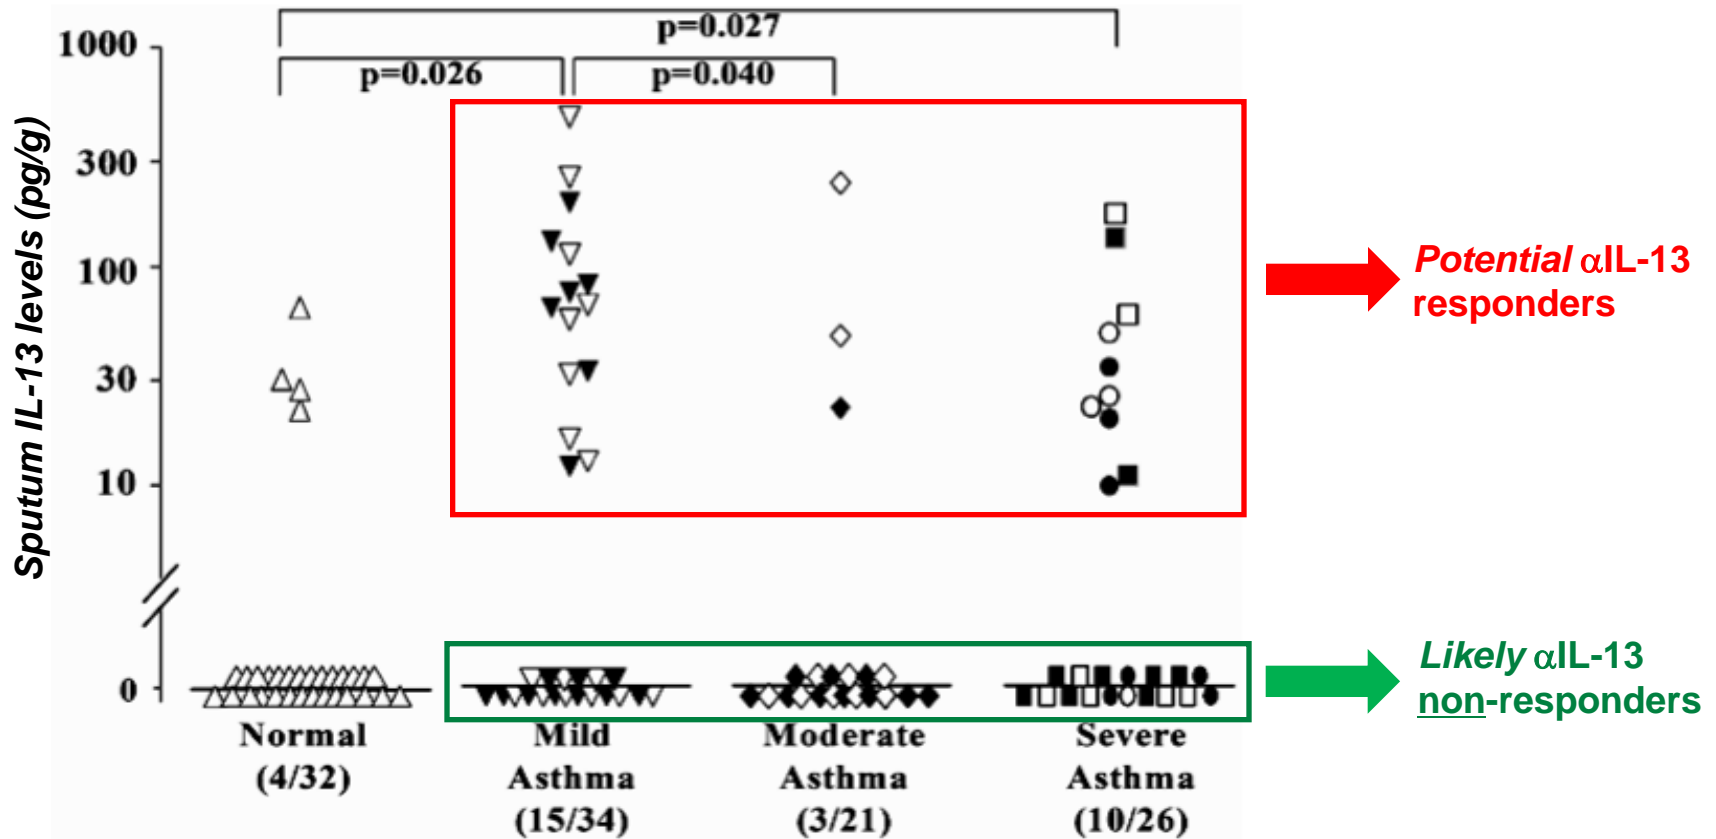 p=0.027
p=0.026
p=0.040
Sputum IL-13 levels (pg/g)
1000
300
100
30
10
0
Potential αIL-13
responders
Likely αIL-13
non-responders
Normal
(4/32)
Mild
Asthma
(15/34)
Moderate
Asthma
(3/21)
Severe
Asthma
(10/26)